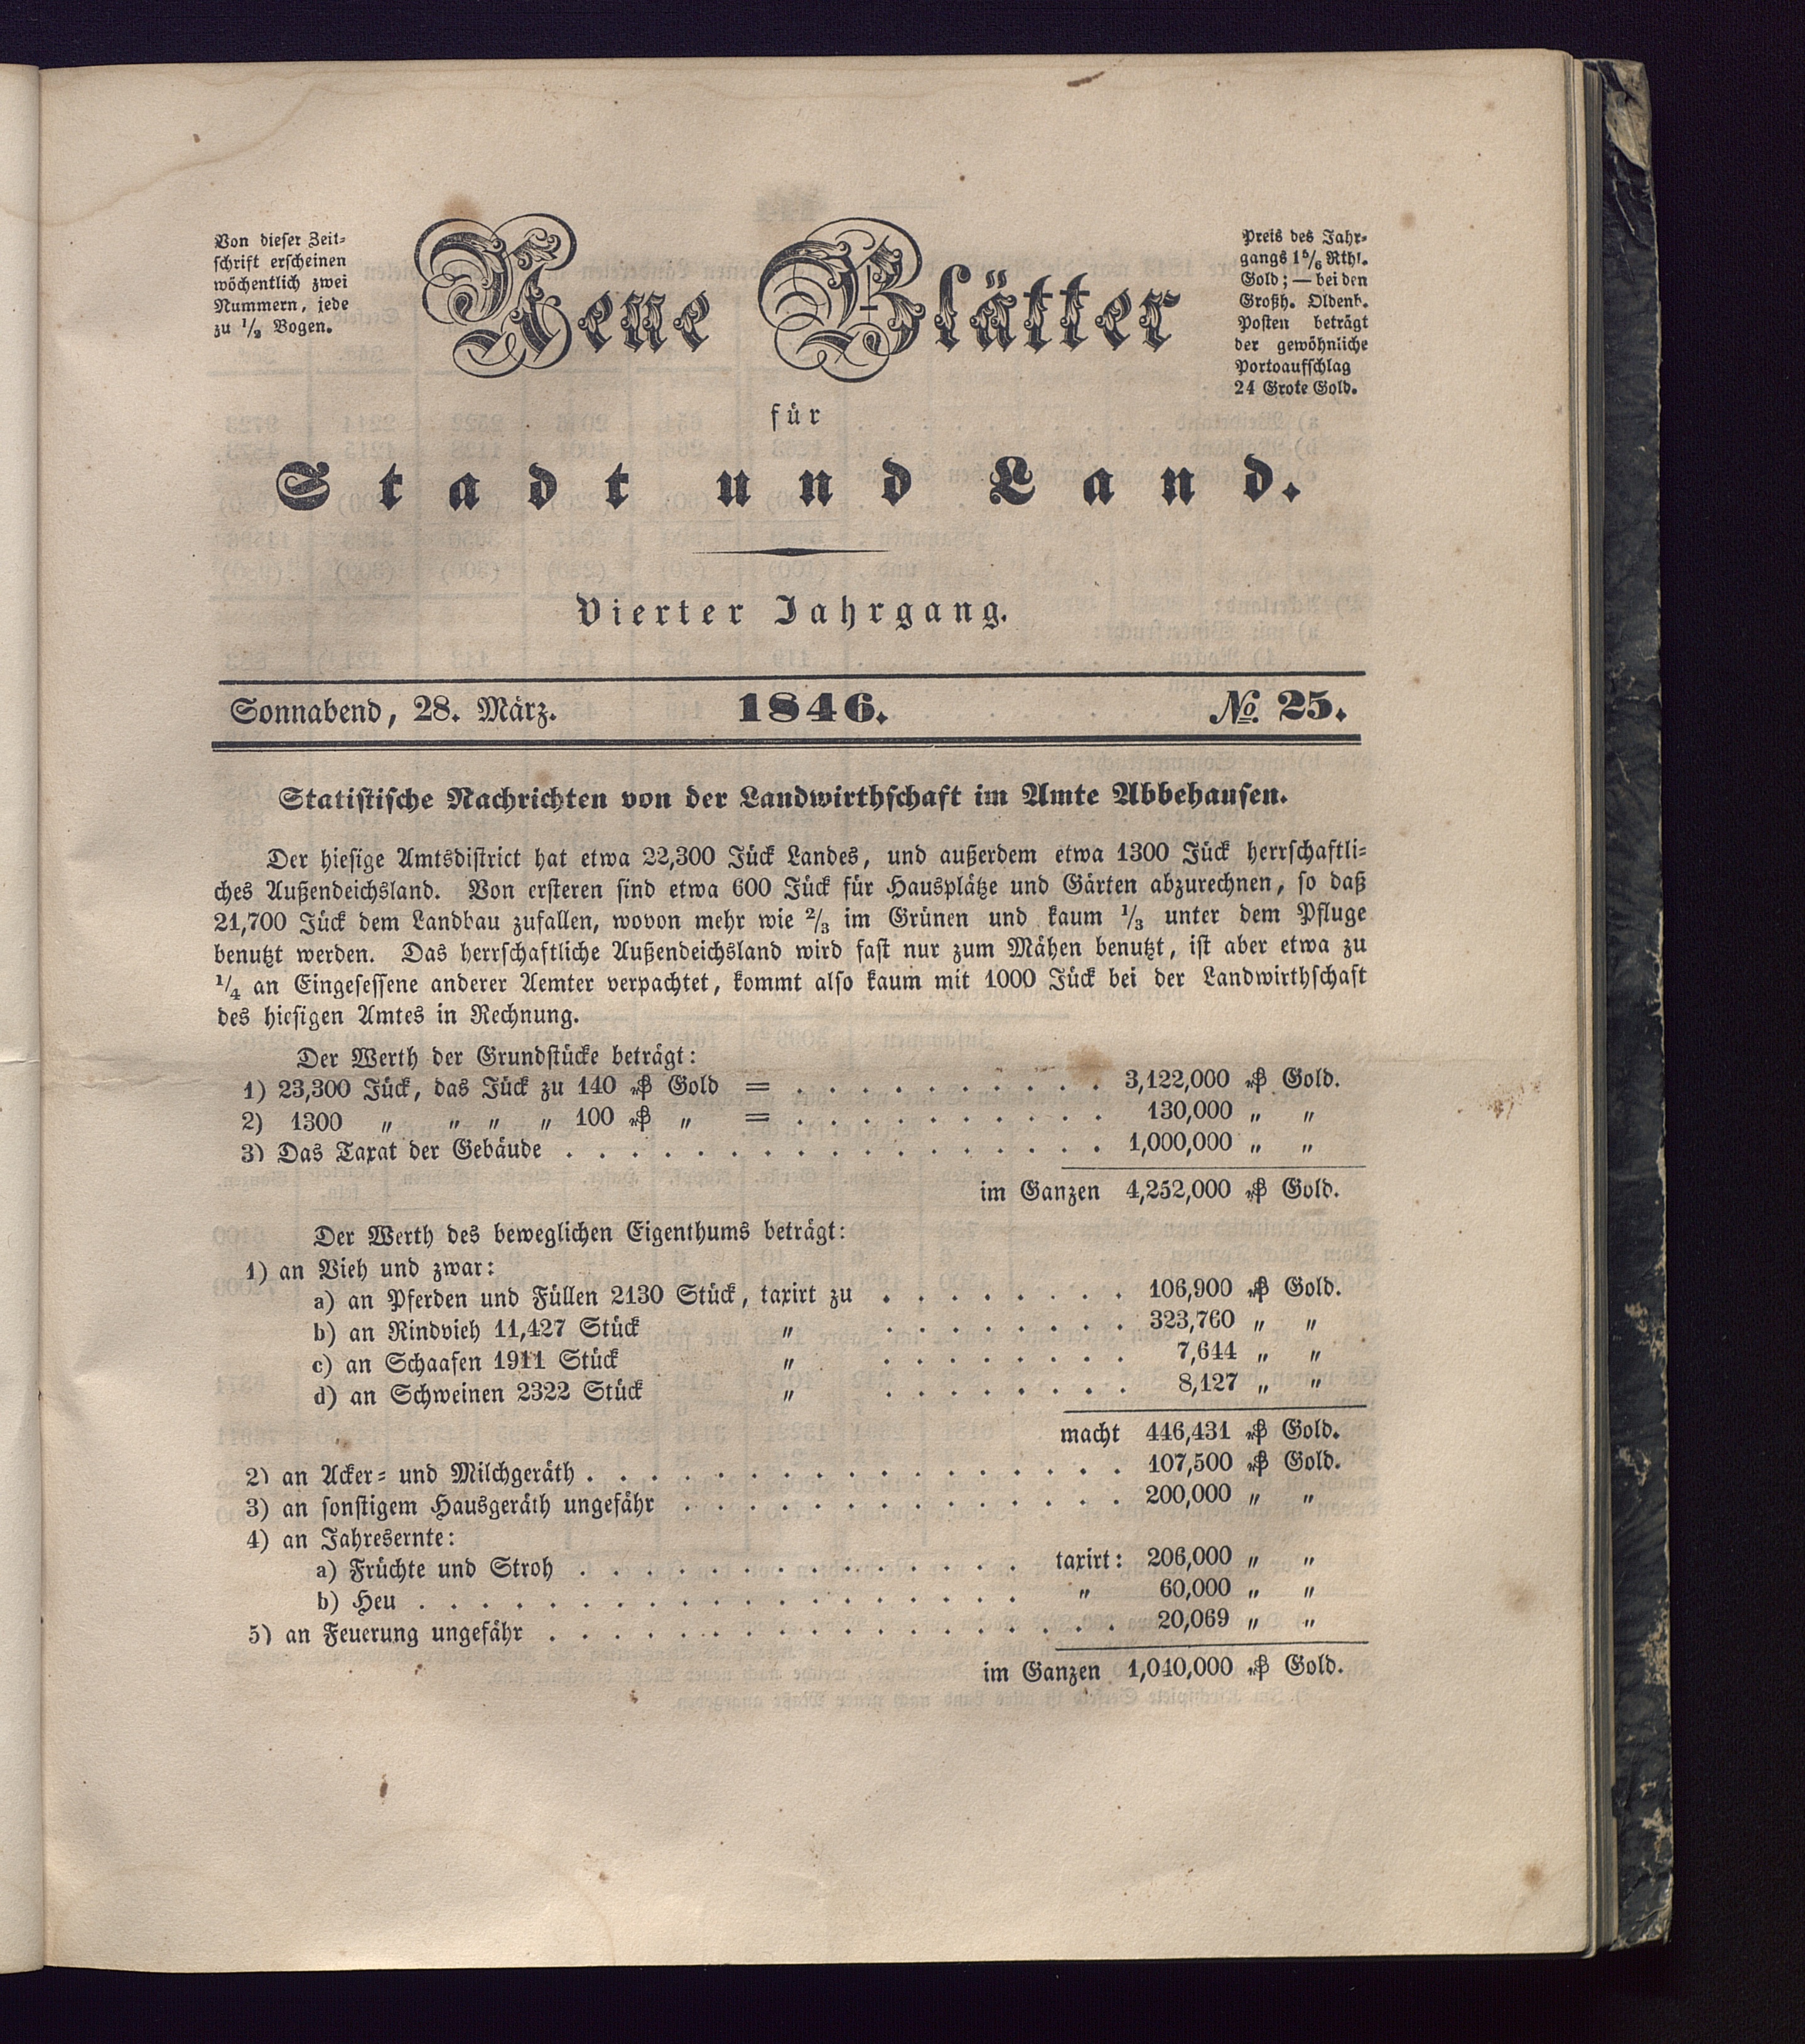 Von dieser Zeit-
schrift erscheinen
wöchentlich zwei
Nummern, jede
zu 1/2 Bogen.
Neue Blätter
Preis des Jahr-
gangs 1 5/6 Rthl.
Gold; — bei den
Großh. Oldenb.
Posten beträgt
der gewöhnliche
Portoaufschlag
24 Grote Gold.
für
Stadt und Land.
Vierter Jahrgang.
Sonnabend, 28. März. 1846. No. 25.
Statistische Nachrichten von der Landwirthschaft im Amte Abbehausen.
Der hiesige Amtsdistrict hat etwa 22,300 Jück Landes, und außerdem etwa 1300 Jück herrschaftli-
ches Außendeichsland. Von ersteren sind etwa 600 Jück für Hausplätze und Gärten abzurechnen, so daß
21,700 Jück dem Landbau zufallen, wovon mehr wie 2/3 im Grünen und kaum 1/3 unter dem Pfluge
benutzt werden. Das herrschaftliche Außendeichsland wird fast nur zum Mähen benutzt, ist aber etwa zu
1/4 an Eingesessene anderer Aemter verpachtet, kommt also kaum mit 1000 Jück bei der Landwirthschaft
des hiesigen Amtes in Rechnung.
Der Werth der Grundstücke beträgt:
1) 23,300 Jück, das Jück zu 140 ₰ Gold = . . . . . . . . . . 3,122,000 ₰ Gold.
2) 1300 „ „ „ „ 100 ₰ „ = . . . . . . . . . . 130,000 „ „
3) Das Taxat der Gebäude . . . . . . . . . . . . . . . . . 1,000,000 „ „
im Ganzen 4,252,000 ₰ Gold.
Der Werth des beweglichen Eigenthums beträgt:
1) an Vieh und zwar:
a) an Pferden und Füllen 2130 Stück, taxirt zu . . . . . . . . 106,900 ₰ Gold.
b) an Rindvieh 11,427 Stück „ . . . . . . . . 323,760 „ „
c) an Schaafen 1911 Stück „ . . . . . . . . 7,644 „ „
d) an Schweinen 2322 Stück „ . . . . . . . . 8,127 „ „
macht 446,431 ₰ Gold.
2) an Acker- und Milchgeräth . . . . . . . . . . . . . . . . . 107,500 ₰ Gold.
3) an sonstigem Hausgeräth ungefähr . . . . . . . . . . . . . . 200,000 „ „
4) an Jahresernte:
a) Früchte und Stroh . . . . . . . . . . . . . . taxirt: 206,000 „ „
b) Heu . . . . . . . . . . . . . . . . . . . „ 60,000 „ „
5) an Feuerung ungefähr . . . . . . . . . . . . . . . . . . 20,069 „ „
im Ganzen 1,040,000 ₰ Gold.